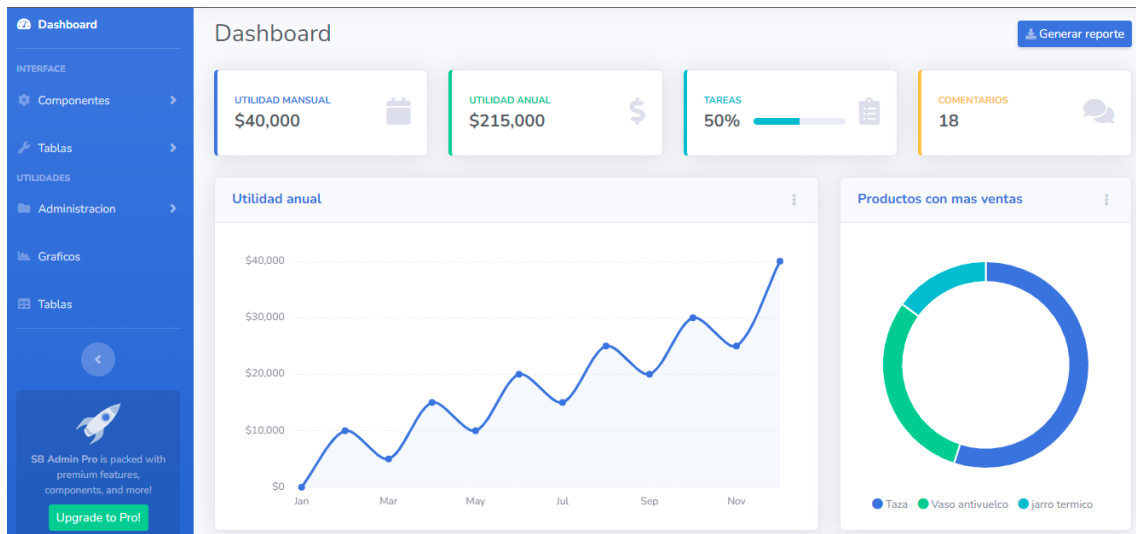 Dashboard
INTERFACE
Componentes
Tablas
UTILIDADES
Administracion
Graficos
Tablas
SB Admin Pro is packed with
premium features,
components, and more!
Upgrade to Pro!
Dashboard
Generar reporte
UTILIDAD MANSUAL
$40,000
UTILIDAD ANUAL
$215,000
TAREAS
50%
COMENTARIOS
18
Utilidad anual
$40,000
$30,000
$20,000
$10,000
$0
Jan Mar May Jul Sep Nov
Productos con mas ventas
Taza Vaso antivuelco jarro termico